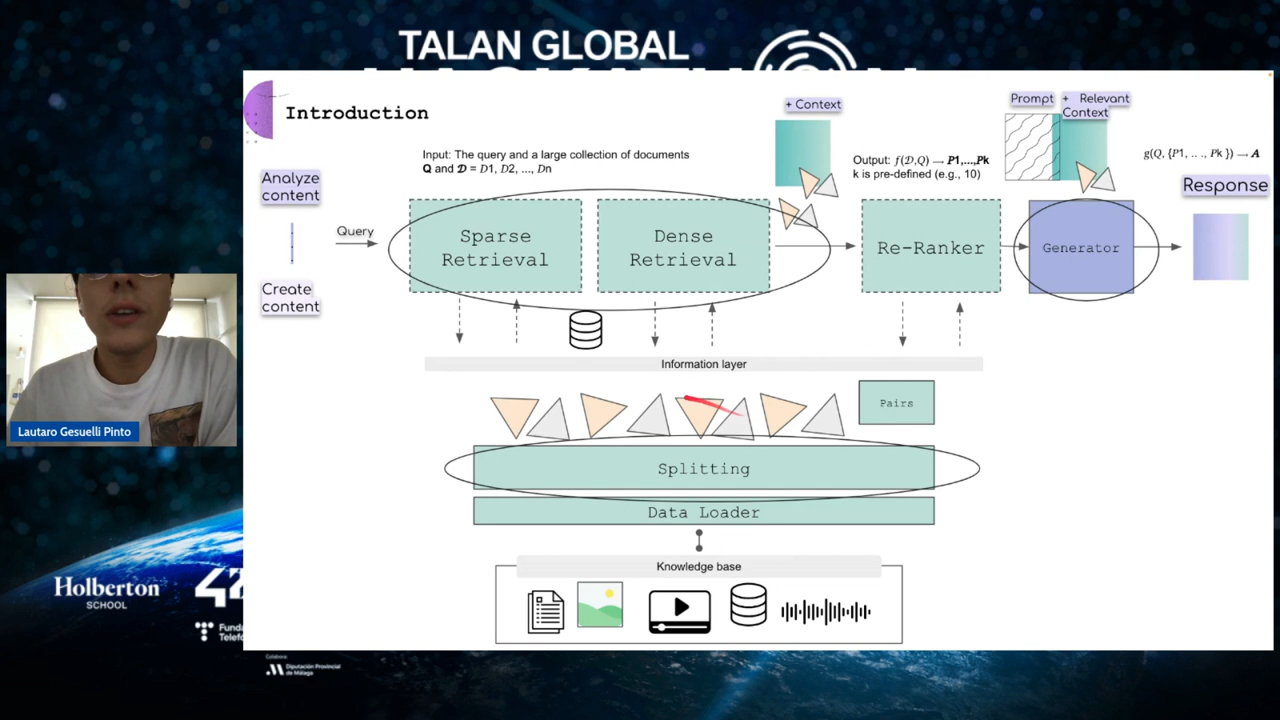 TALAN GLOBAL
Introduction
+ Context
Prompt
+ Relevant
Context
Input: The query and a large collection of documents
Q and 𝓓 = D1, D2, ..., Dn
Output: f(𝓓,Q) → P1,...,Pk
k is pre-defined (e.g., 10)
g(Q, {P1, .. ., Pk }) → A
Analyze
content
Create
content
Query
Sparse
Retrieval
Dense
Retrieval
Re-Ranker
Generator
Response
Information layer
Pairs
Splitting
Data Loader
Knowledge base
Lautaro Gesuelli Pinto
Holberton
SCHOOL
42
Colabora:
Diputación Provincial
de Málaga